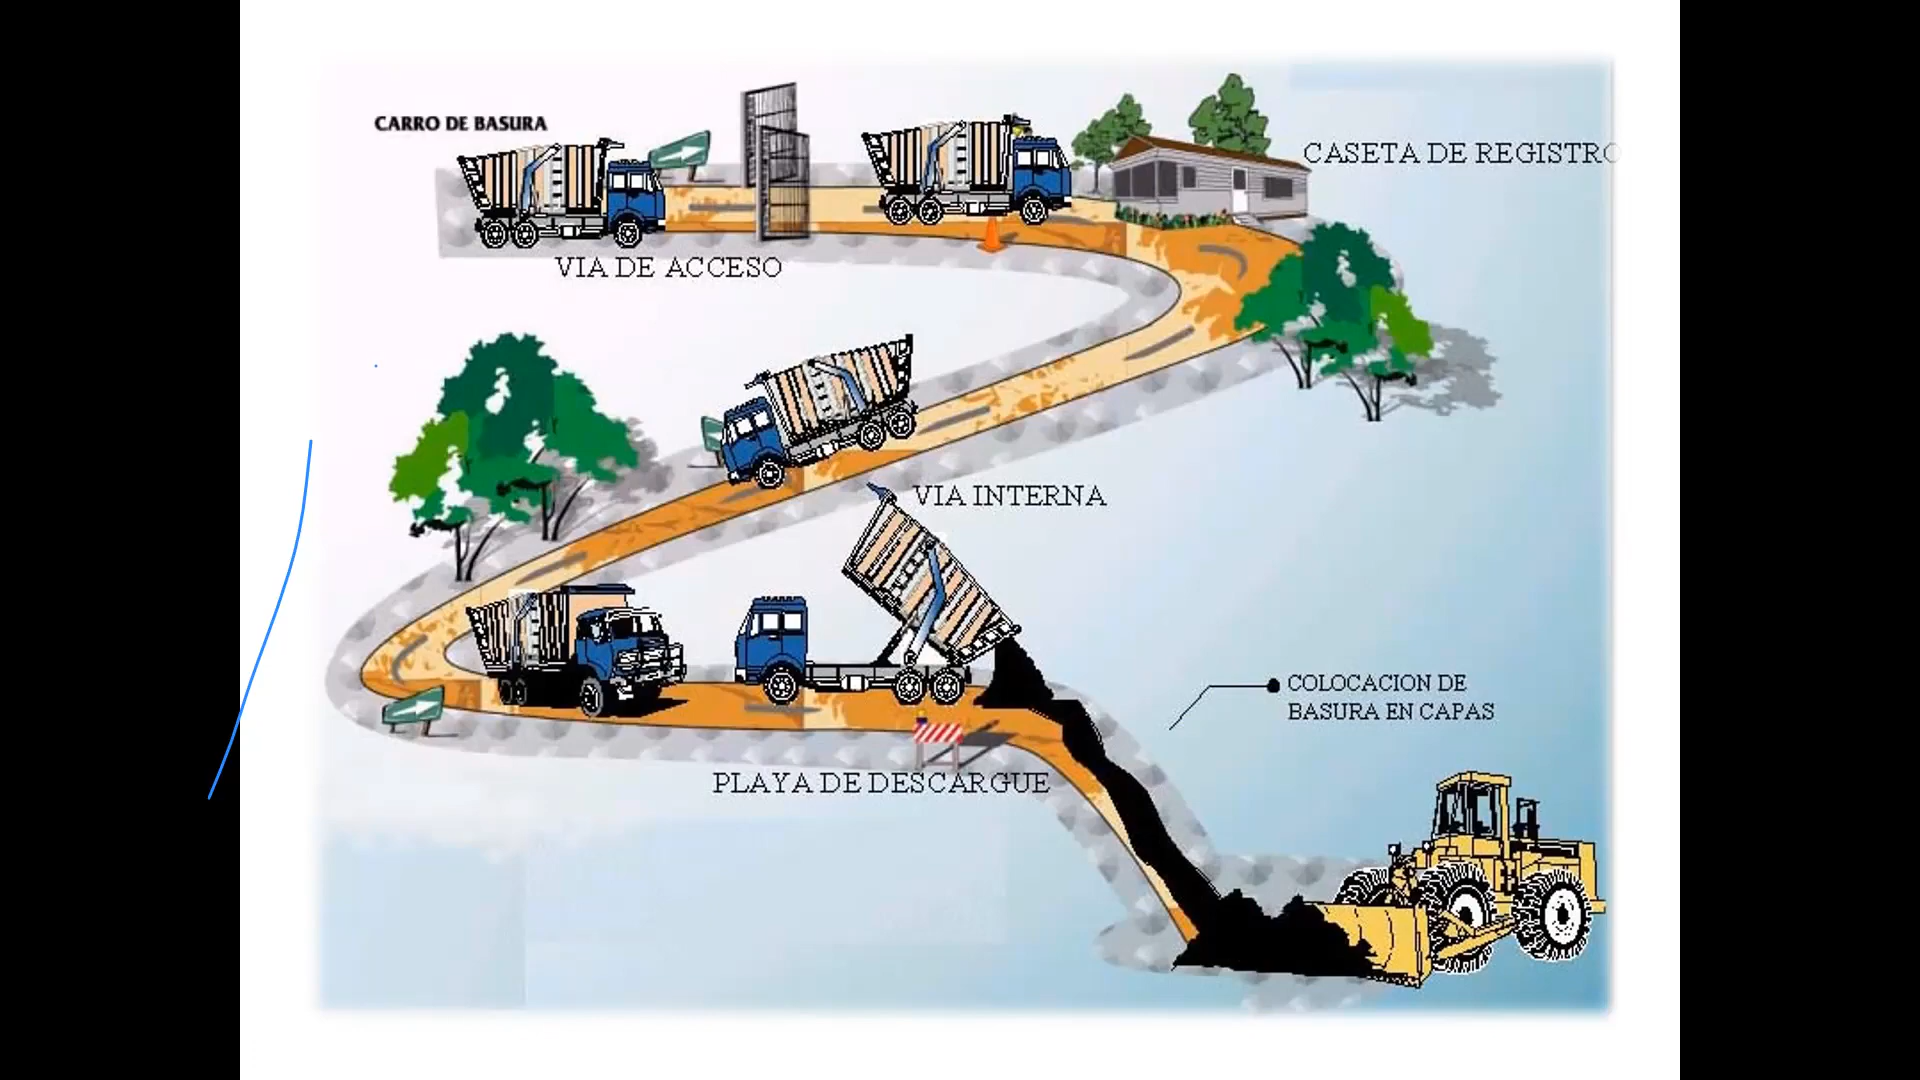 CARRO DE BASURA
CASETA DE REGISTRO
VIA DE ACCESO
VIA INTERNA
COLOCACION DE
BASURA EN CAPAS
PLAYA DE DESCARGUE